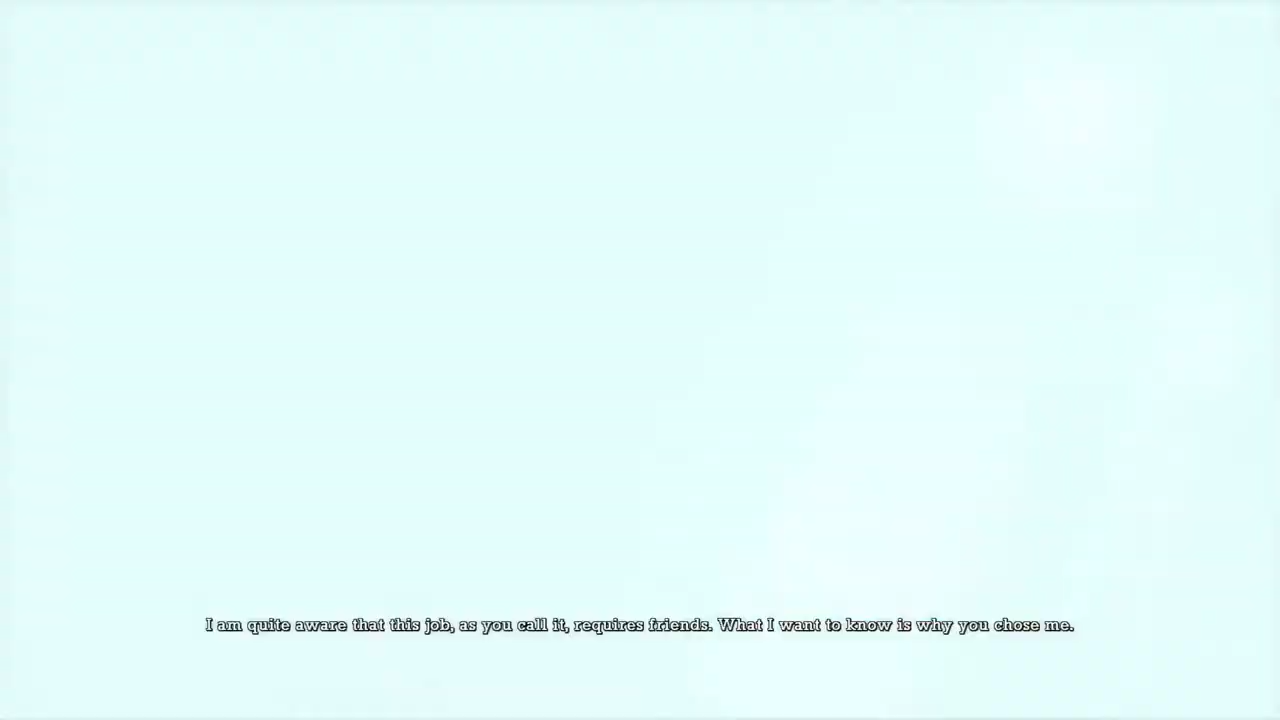 I am quite aware that this job, as you call it, requires friends. What I want to know is why you chose me.